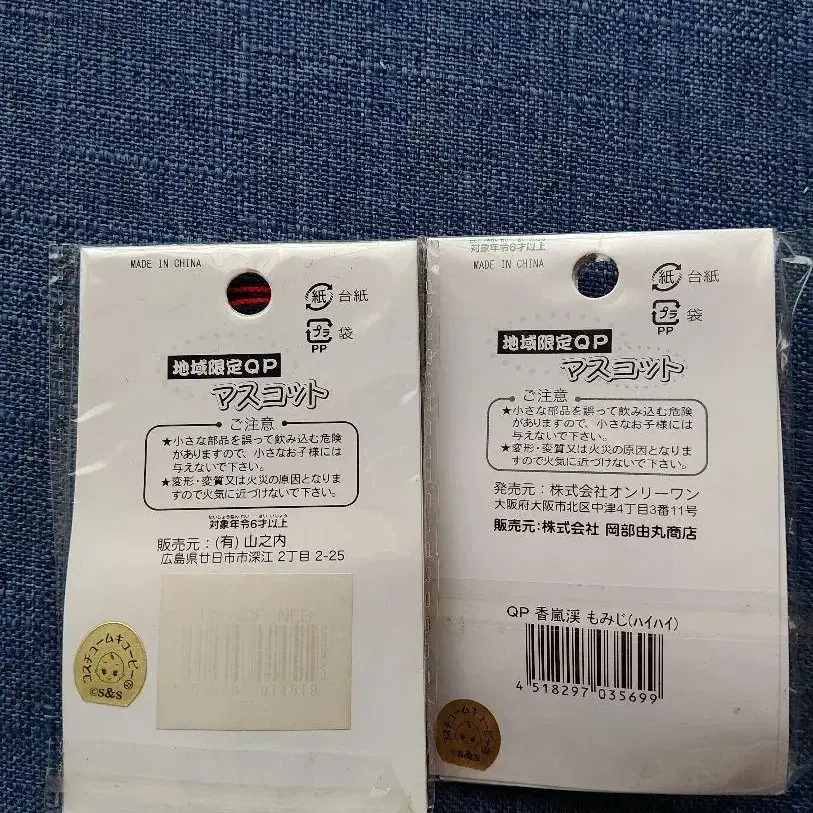 MADE IN CHINA
紙 台紙
プラ 袋
PP
地域限定QP
マスコット
ご注意
★小さな部品を誤って飲み込む危険
がありますので、小さなお子様には
与えないで下さい。
★変形・変質又は火災の原因となりま
すので火気に近づけないで下さい。
たいしょうねんれい さいいじょう
対象年令6才以上
販売元：(有) 山之内
広島県廿日市市深江 2丁目 2-25
コスチュームキューピー
©S&S
対象年令6才以上
MADE IN CHINA
紙 台紙
プラ 袋
PP
地域限定QP
マスコット
ご注意
★小さな部品を誤って飲み込む危険
がありますので、小さなお子様には
与えないで下さい。
★変形・変質又は火災の原因となりま
すので火気に近づけないで下さい。
発売元：株式会社オンリーワン
大阪府大阪市北区中津4丁目3番11号
販売元:株式会社 岡部由丸商店
QP 香嵐渓 もみじ(ハイハイ)
4 518297 035699
コスチュームキューピー
©S&S